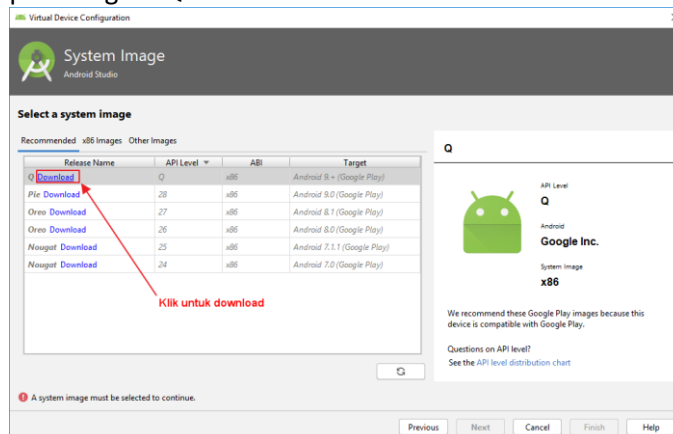 Virtual Device Configuration
System Image
Android Studio
Select a system image
Recommended x86 Images Other Images
Release Name API Level ABI Target
Q Download Q x86 Android 9.+ (Google Play)
Pie Download 28 x86 Android 9.0 (Google Play)
Oreo Download 27 x86 Android 8.1 (Google Play)
Oreo Download 26 x86 Android 8.0 (Google Play)
Nougat Download 25 x86 Android 7.1.1 (Google Play)
Nougat Download 24 x86 Android 7.0 (Google Play)
Klik untuk download
Q
API Level
Q
Android
Google Inc.
System Image
x86
We recommend these Google Play images because this
device is compatible with Google Play.
Questions on API level?
See the API level distribution chart
A system image must be selected to continue.
Previous Next Cancel Finish Help